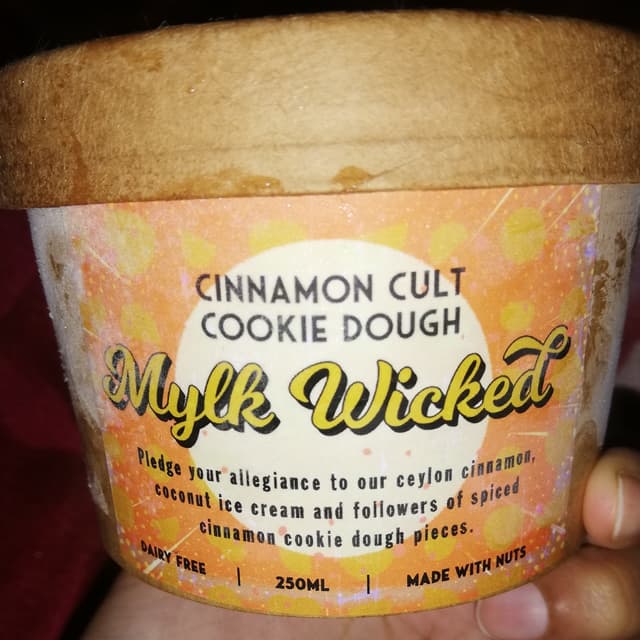 CINNAMON CULT
COOKIE DOUGH
Mylk Wicked
Pledge your allegiance to our ceylon cinnamon,
coconut ice cream and followers of spiced
cinnamon cookie dough pieces.
DAIRY FREE | 250ML | MADE WITH NUTS